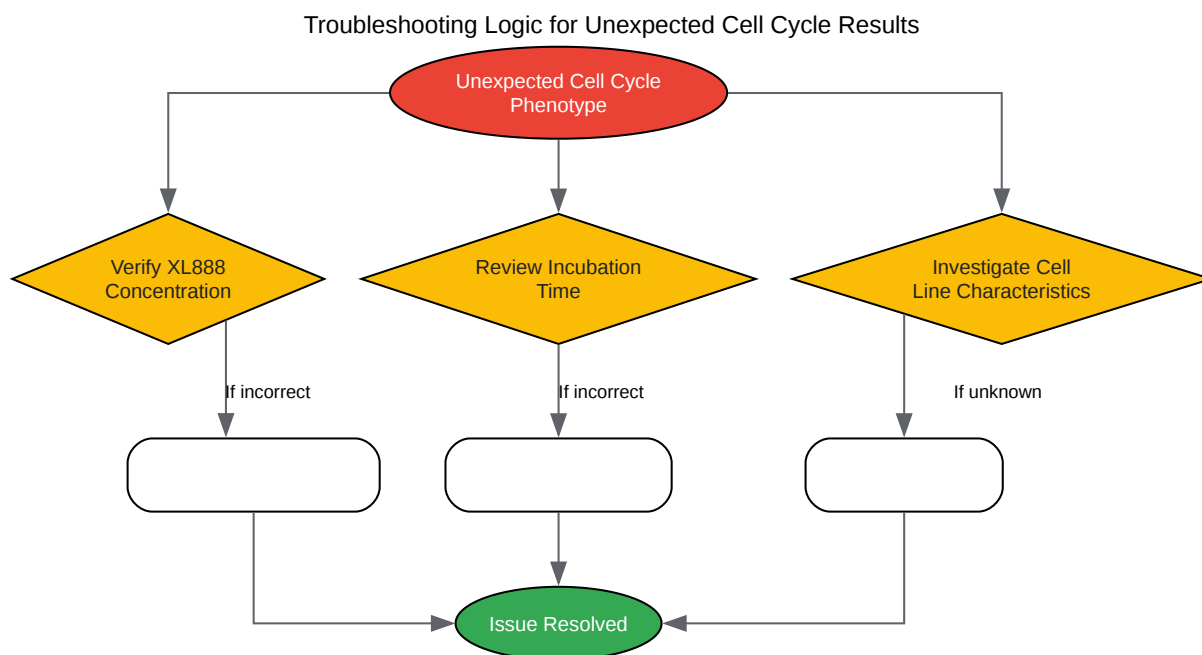 Troubleshooting Logic for Unexpected Cell Cycle Results
Unexpected Cell Cycle
Phenotype
Verify XL888
Concentration
Review Incubation
Time
Investigate Cell
Line Characteristics
If incorrect
If incorrect
If unknown
Issue Resolved